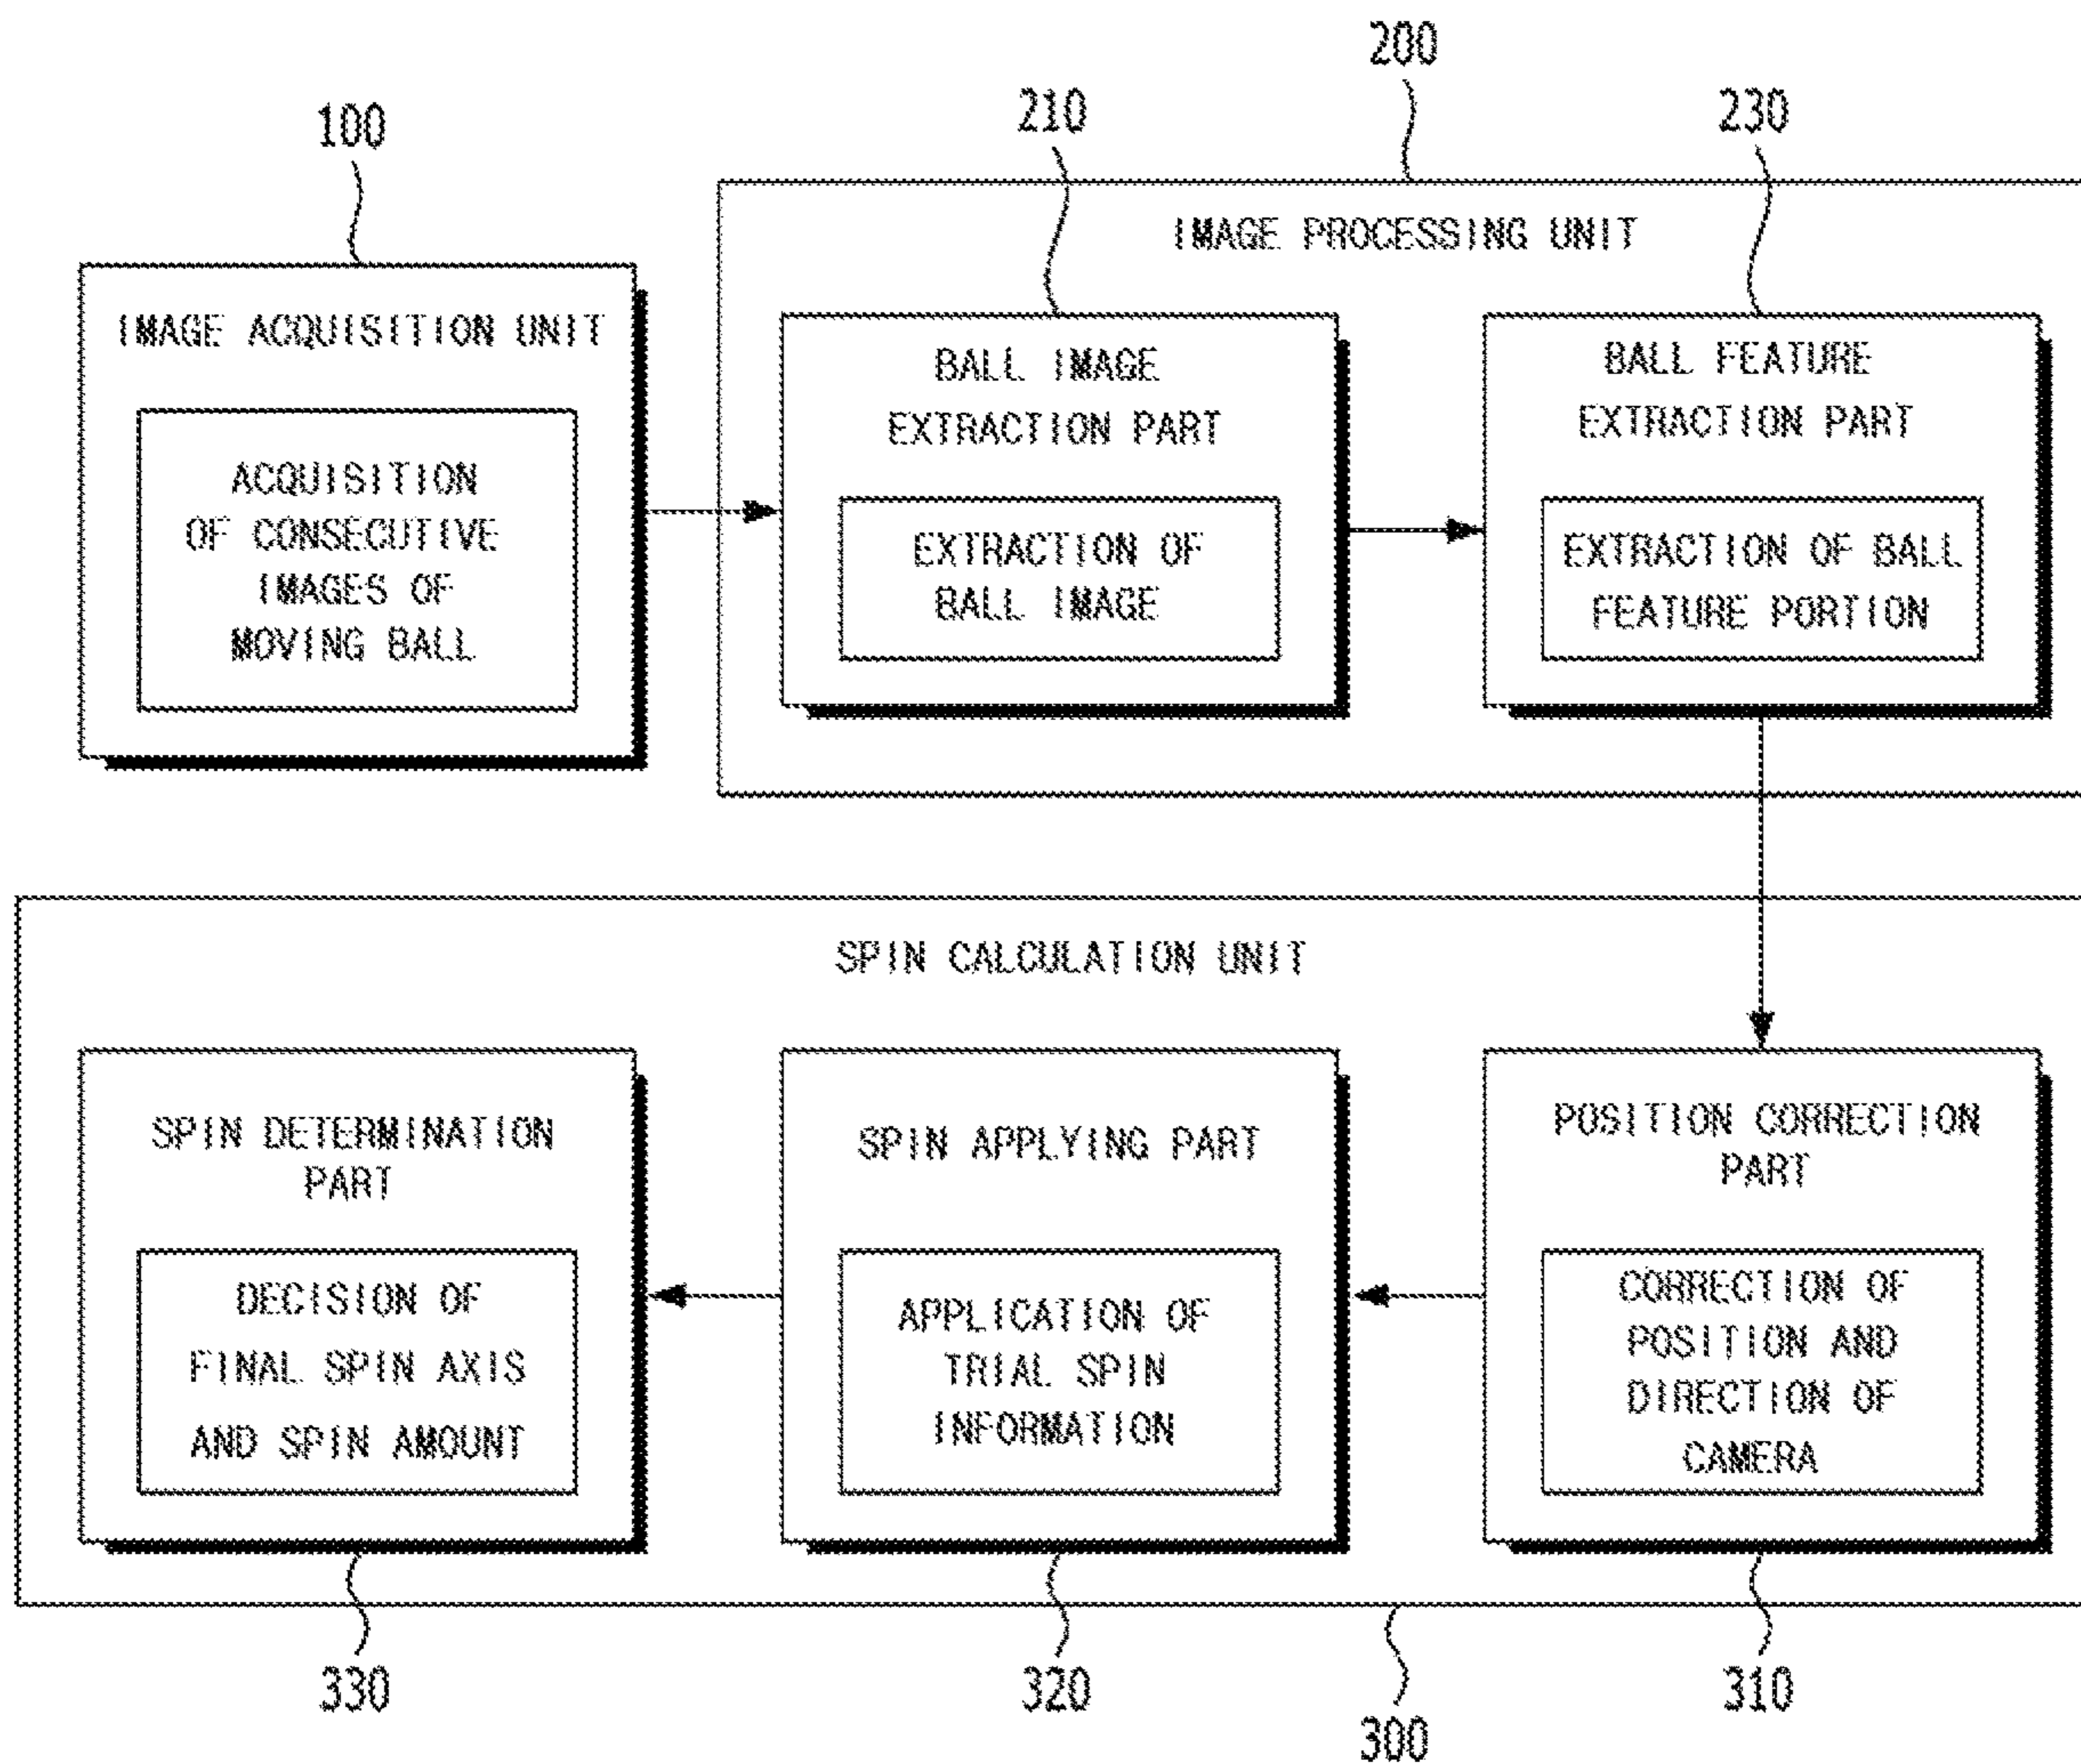 200
210
230
100
IMAGE PROCESSING UNIT
IMAGE ACQUISITION UNIT
ACQUISITION
OF CONSECUTIVE
IMAGES OF
MOVING BALL
BALL IMAGE
EXTRACTION PART
EXTRACTION OF
BALL IMAGE
BALL FEATURE
EXTRACTION PART
EXTRACTION OF BALL
FEATURE PORTION
SPIN CALCULATION UNIT
SPIN DETERMINATION
PART
DECISION OF
FINAL SPIN AXIS
AND SPIN AMOUNT
SPIN APPLYING PART
APPLICATION OF
TRIAL SPIN
INFORMATION
POSITION CORRECTION
PART
CORRECTION OF
POSITION AND
DIRECTION OF
CAMERA
330
320
310
300